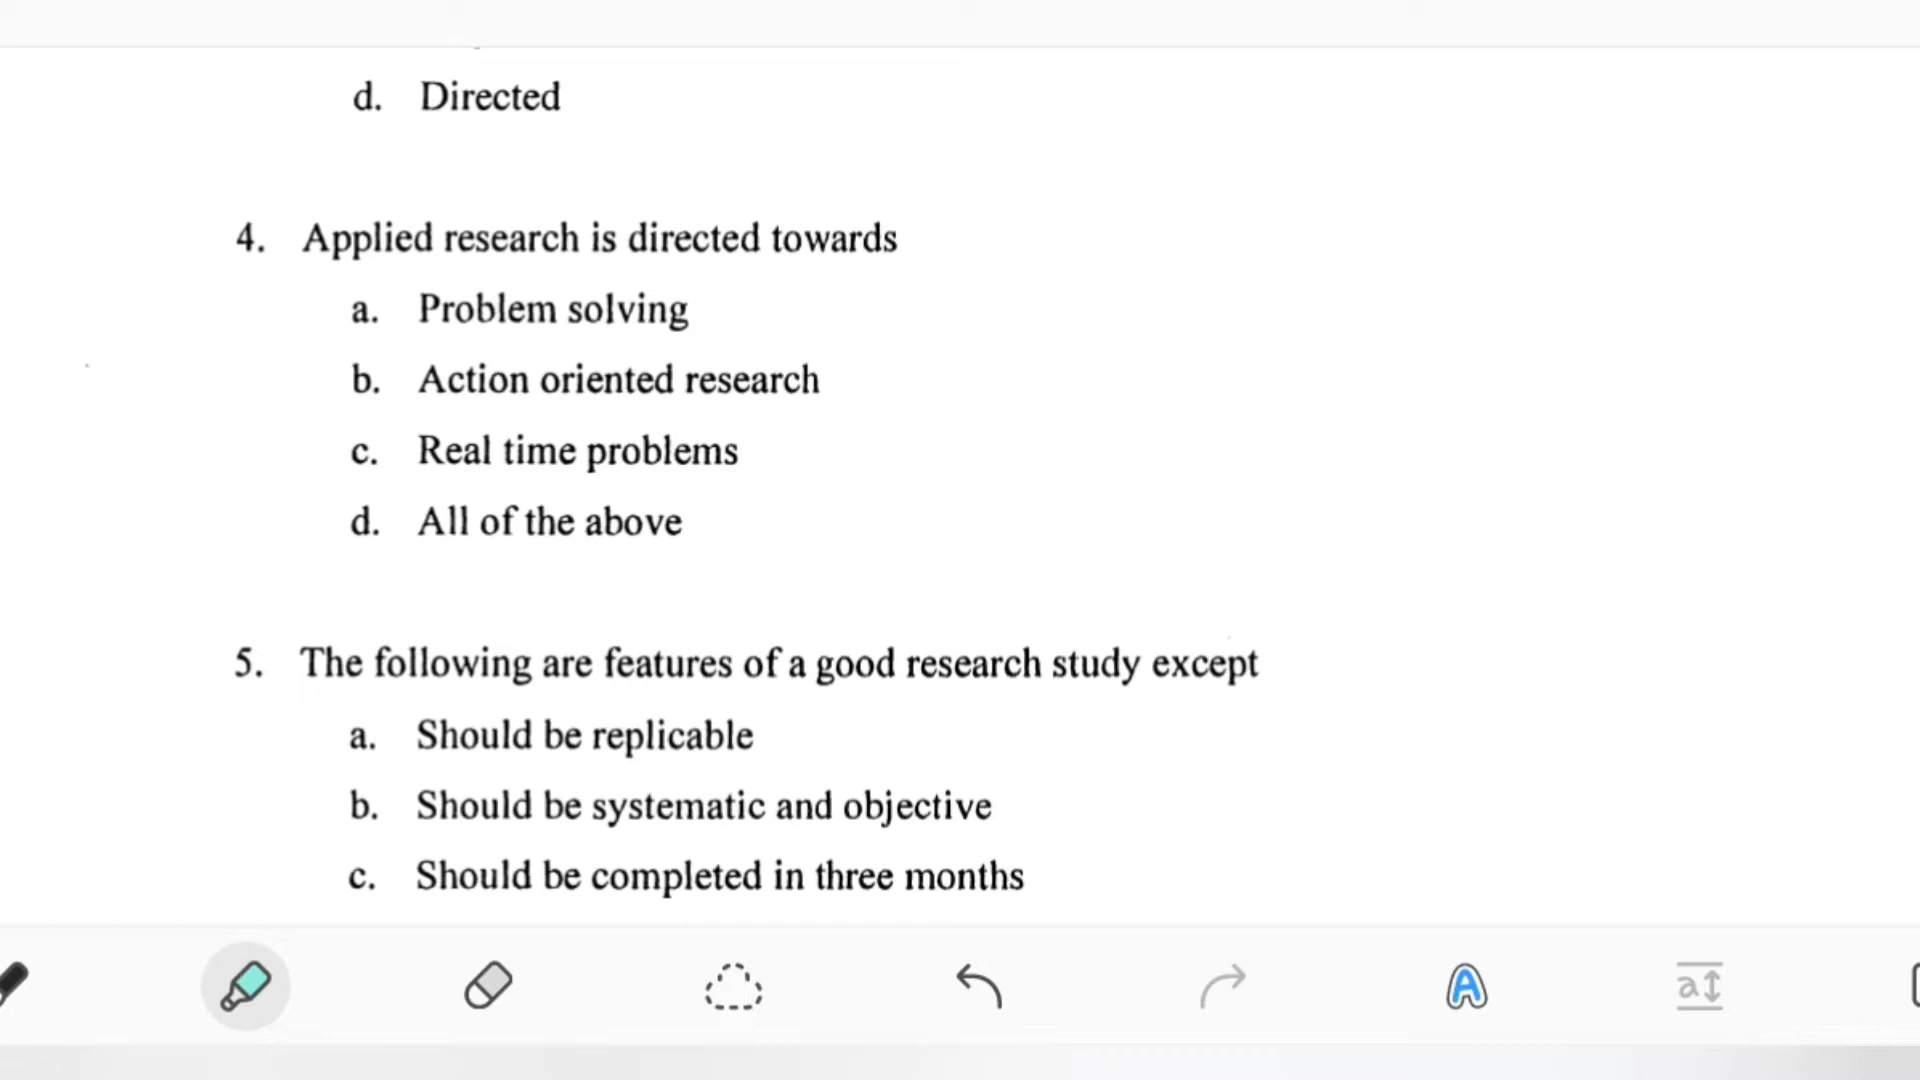 d. Directed
4. Applied research is directed towards
a. Problem solving
b. Action oriented research
c. Real time problems
d. All of the above
5. The following are features of a good research study except
a. Should be replicable
b. Should be systematic and objective
c. Should be completed in three months
A
a